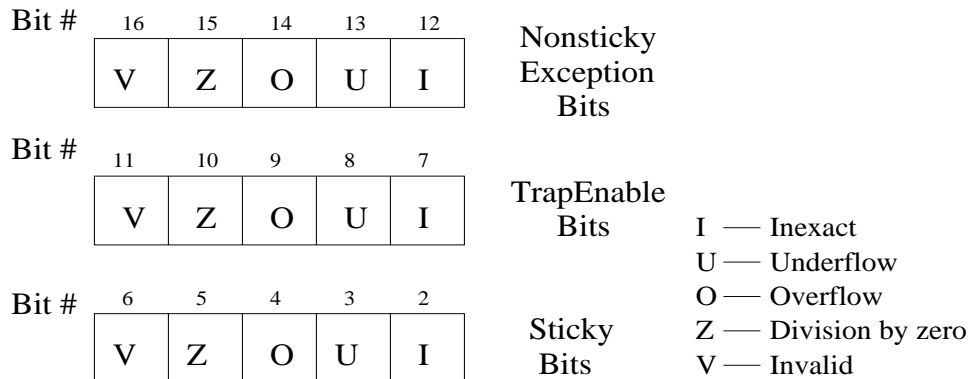 Bit # 16 15 14 13 12
V Z O U I
Nonsticky
Exception
Bits
Bit # 11 10 9 8 7
V Z O U I
TrapEnable
Bits
Bit # 6 5 4 3 2
V Z O U I
Sticky
Bits
I — Inexact
U — Underflow
O — Overflow
Z — Division by zero
V — Invalid